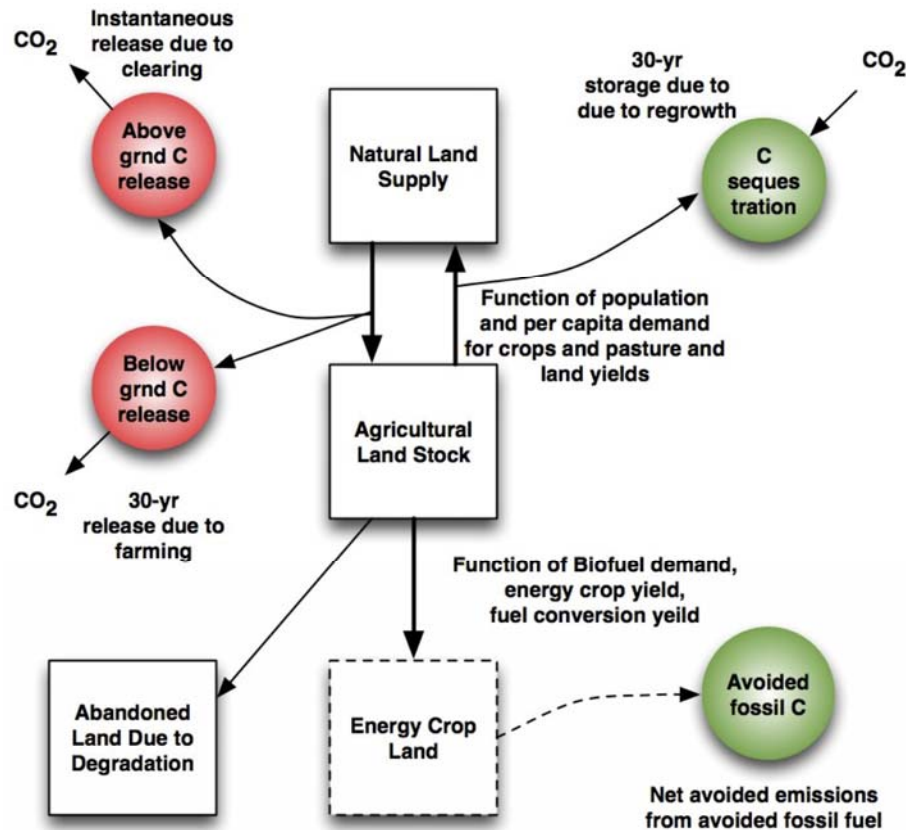 Instantaneous
release due to
clearing
CO2
Above
grnd C
release
Natural Land
Supply
30-yr
storage due to
due to regrowth
CO2
C
seques
tration
Function of population
and per capita demand
for crops and pasture and
land yields
Below
grnd C
release
CO2
30-yr
release due to
farming
Agricultural
Land Stock
Function of Biofuel demand,
energy crop yield,
fuel conversion yeild
Abandoned
Land Due to
Degradation
Energy Crop
Land
Avoided
fossil C
Net avoided emissions
from avoided fossil fuel